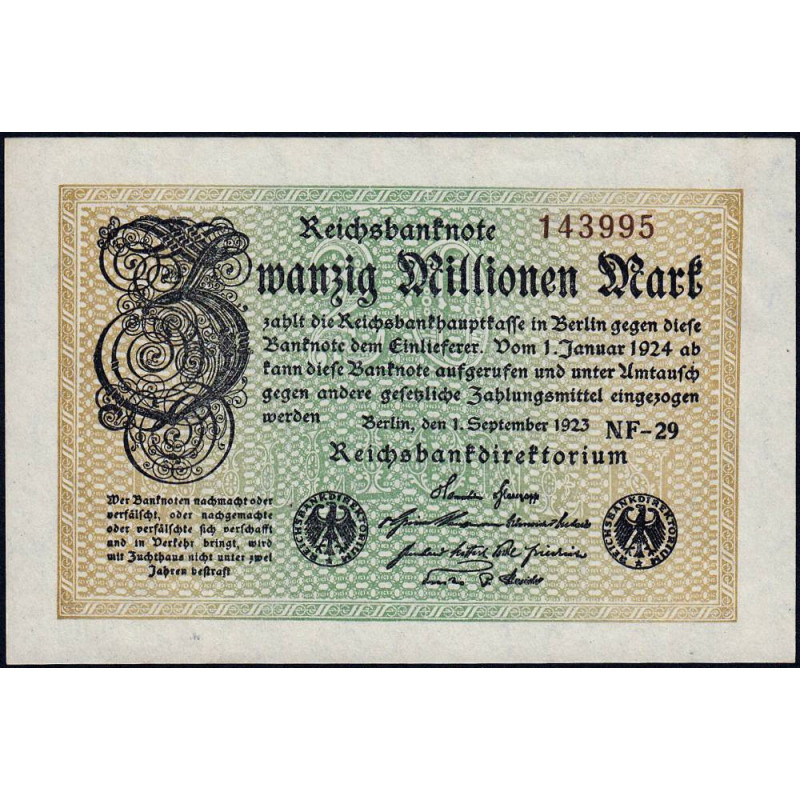 Reichsbanknote 143995
Zwanzig Millionen Mark
zahlt die Reichsbankhauptkasse in Berlin gegen diese
Banknote dem Einlieferer. Vom 1. Januar 1924 ab
kann diese Banknote aufgerufen und unter Umtausch
gegen andere gesetzliche Zahlungsmittel eingezogen
werden Berlin, den 1. September 1923 NF-29
Reichsbankdirektorium
Wer Banknoten nachmacht oder
verfälscht, oder nachgemachte
oder verfälschte sich verschafft
und in Verkehr bringt, wird
mit Zuchthaus nicht unter zwei
Jahren bestraft
REICHSBANKDIREKTORIUM
REICHSBANKDIREKTORIUM